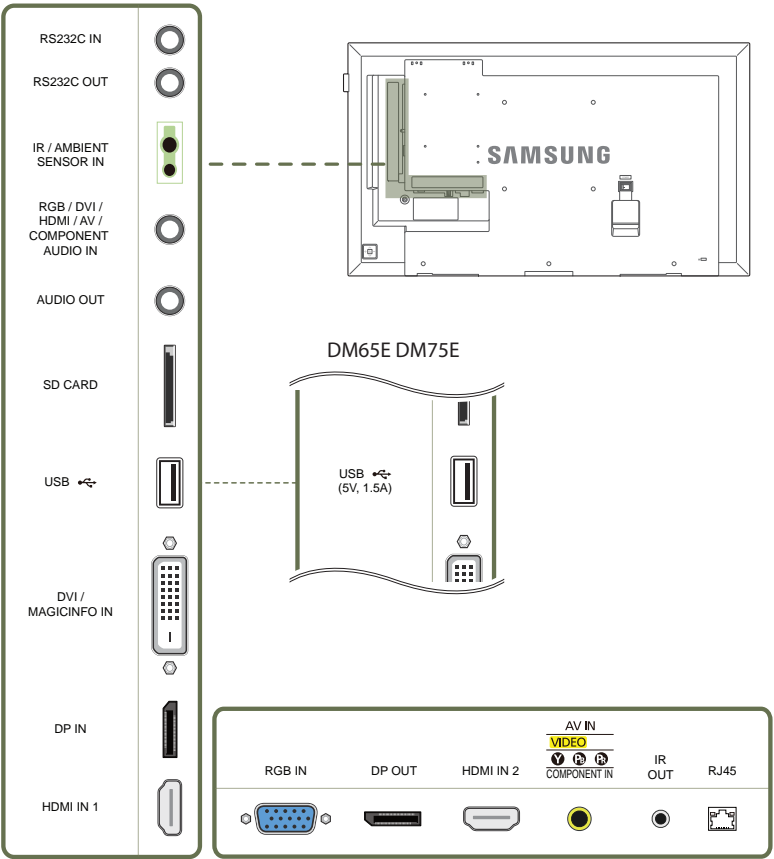 RS232C IN
RS232C OUT
IR / AMBIENT
SENSOR IN
RGB / DVI /
HDMI / AV /
COMPONENT
AUDIO IN
AUDIO OUT
SD CARD
USB
DVI /
MAGICINFO IN
DP IN
HDMI IN 1
SAMSUNG
DM65E DM75E
USB
(5V, 1.5A)
RGB IN
DP OUT
HDMI IN 2
AV IN
VIDEO
Y PB PR
COMPONENT IN
IR
OUT
RJ45